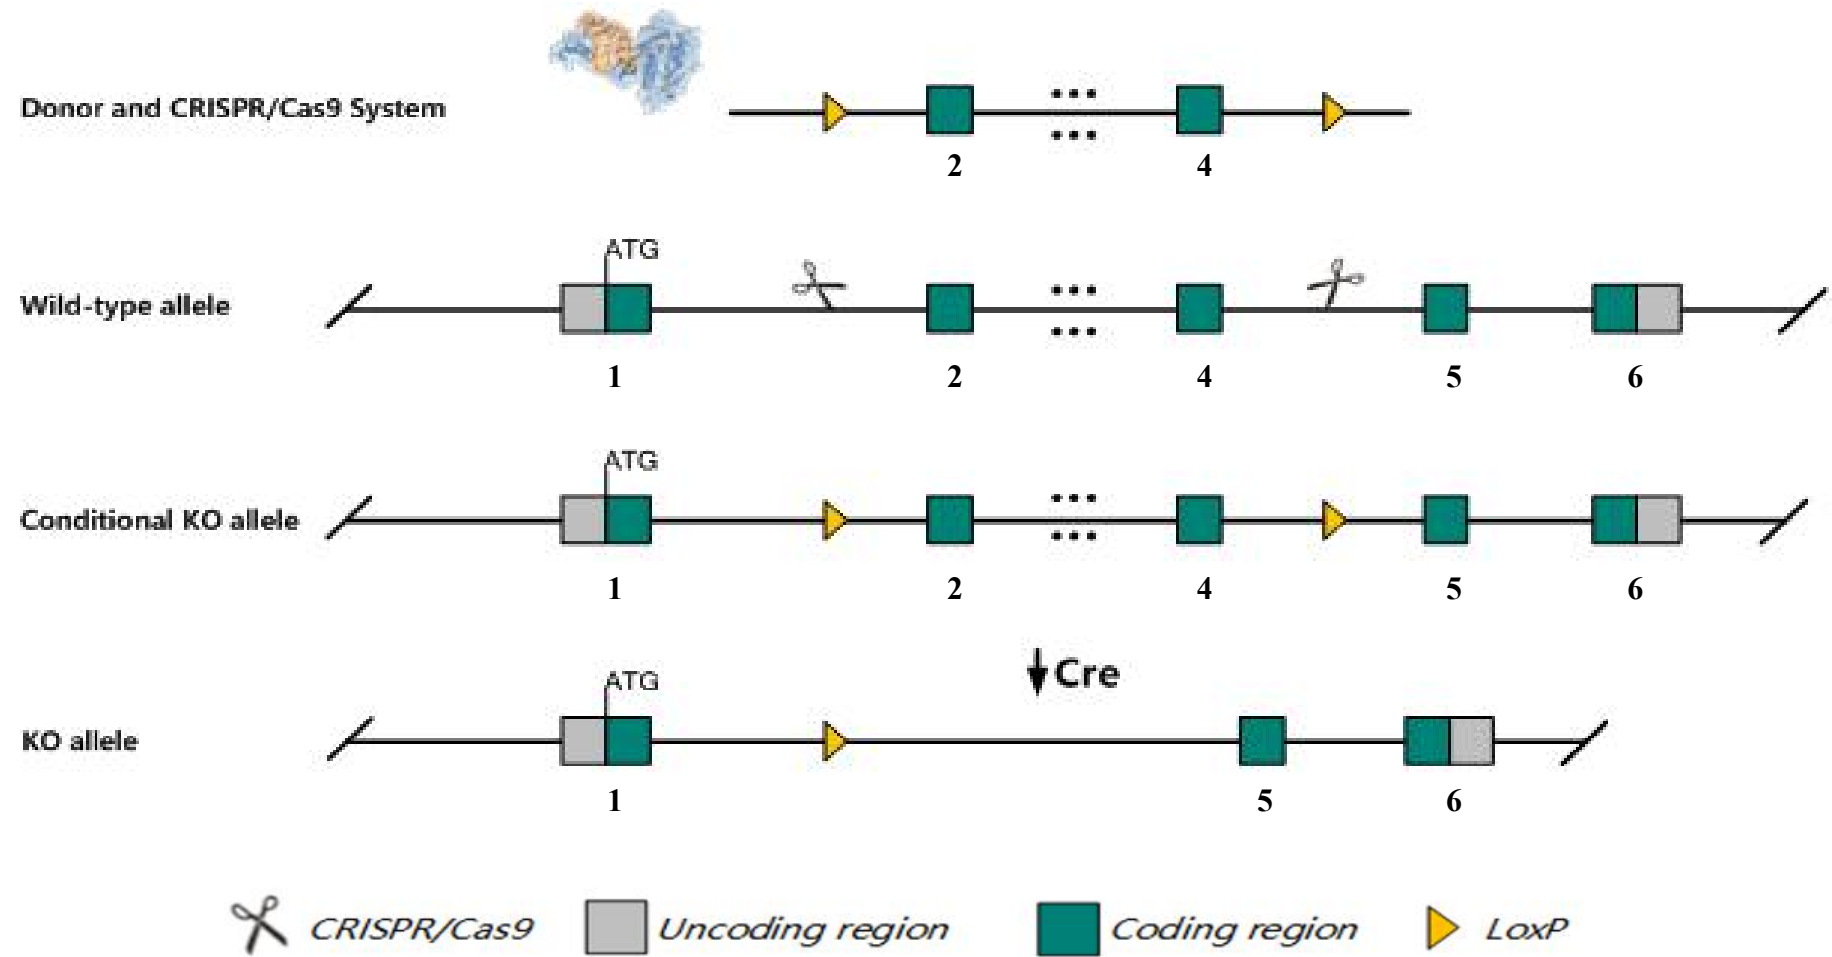 Donor and CRISPR/Cas9 System
2 4
ATG
Wild-type allele
1 2 4 5 6
ATG
Conditional KO allele
1 2 4 5 6
Cre
ATG
KO allele
1 5 6
CRISPR/Cas9 Uncoding region Coding region LoxP